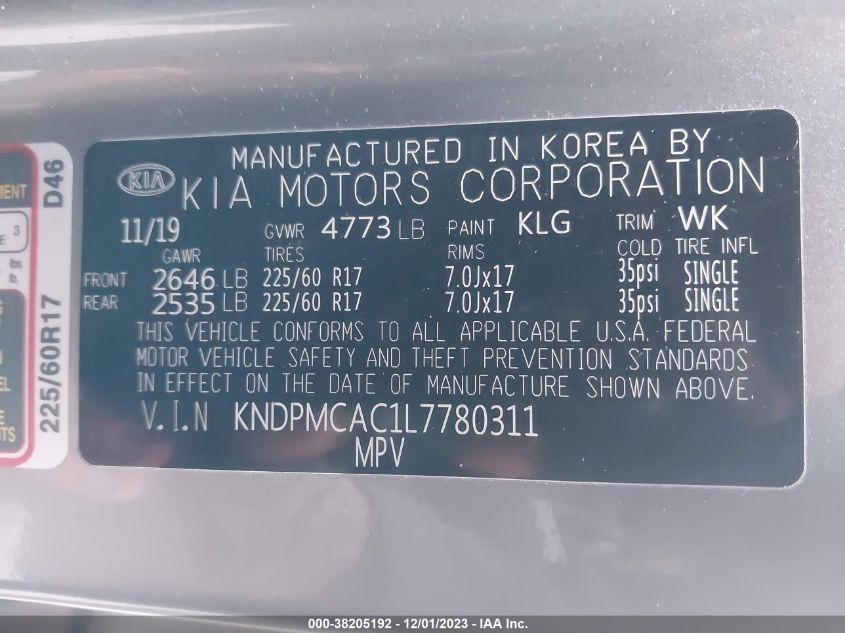 MANUFACTURED IN KOREA BY
KIA KIA MOTORS CORPORATION
11/19 GVWR 4773 LB PAINT KLG TRIM WK
GAWR TIRES RIMS COLD TIRE INFL
FRONT 2646 LB 225/60 R17 7.0Jx17 35psi SINGLE
REAR 2535 LB 225/60 R17 7.0Jx17 35psi SINGLE
THIS VEHICLE CONFORMS TO ALL APPLICABLE U.S.A. FEDERAL
MOTOR VEHICLE SAFETY AND THEFT PREVENTION STANDARDS
IN EFFECT ON THE DATE OF MANUFACTURE SHOWN ABOVE.
V.I.N KNDPMCAC1L7780311
MPV
D46
225/60R17
3
lbs.
000-38205192 - 12/01/2023 - IAA Inc.